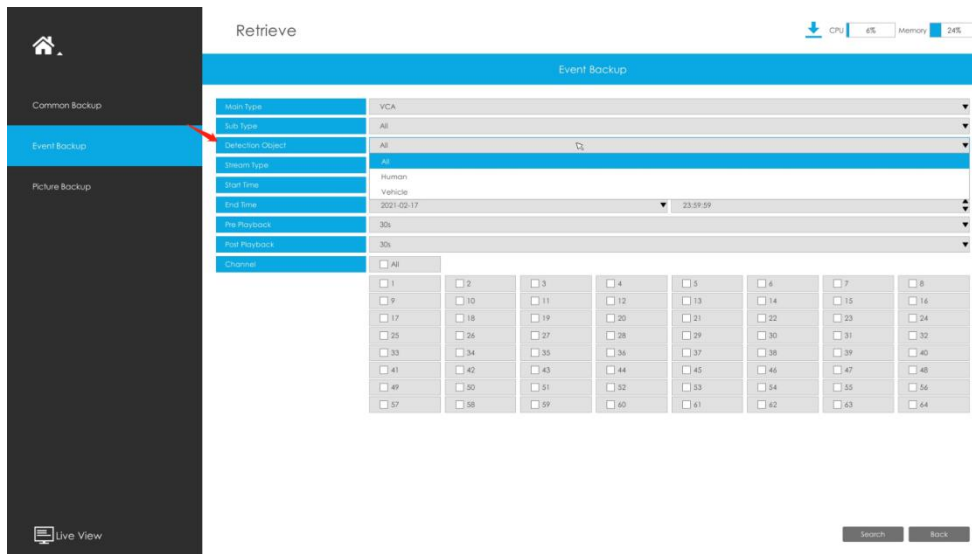 Retrieve
CPU 6% Memory 24%
Event Backup
Common Backup
Event Backup
Picture Backup
Main Type VCA
Sub Type All
Detection Object All
Stream Type All
Start Time Human
Vehicle
End Time 2021-02-17 23:59:59
Pre Playback 30s
Post Playback 30s
Channel All
1 2 3 4 5 6 7 8
9 10 11 12 13 14 15 16
17 18 19 20 21 22 23 24
25 26 27 28 29 30 31 32
33 34 35 36 37 38 39 40
41 42 43 44 45 46 47 48
49 50 51 52 53 54 55 56
57 58 59 60 61 62 63 64
Live View
Search Back